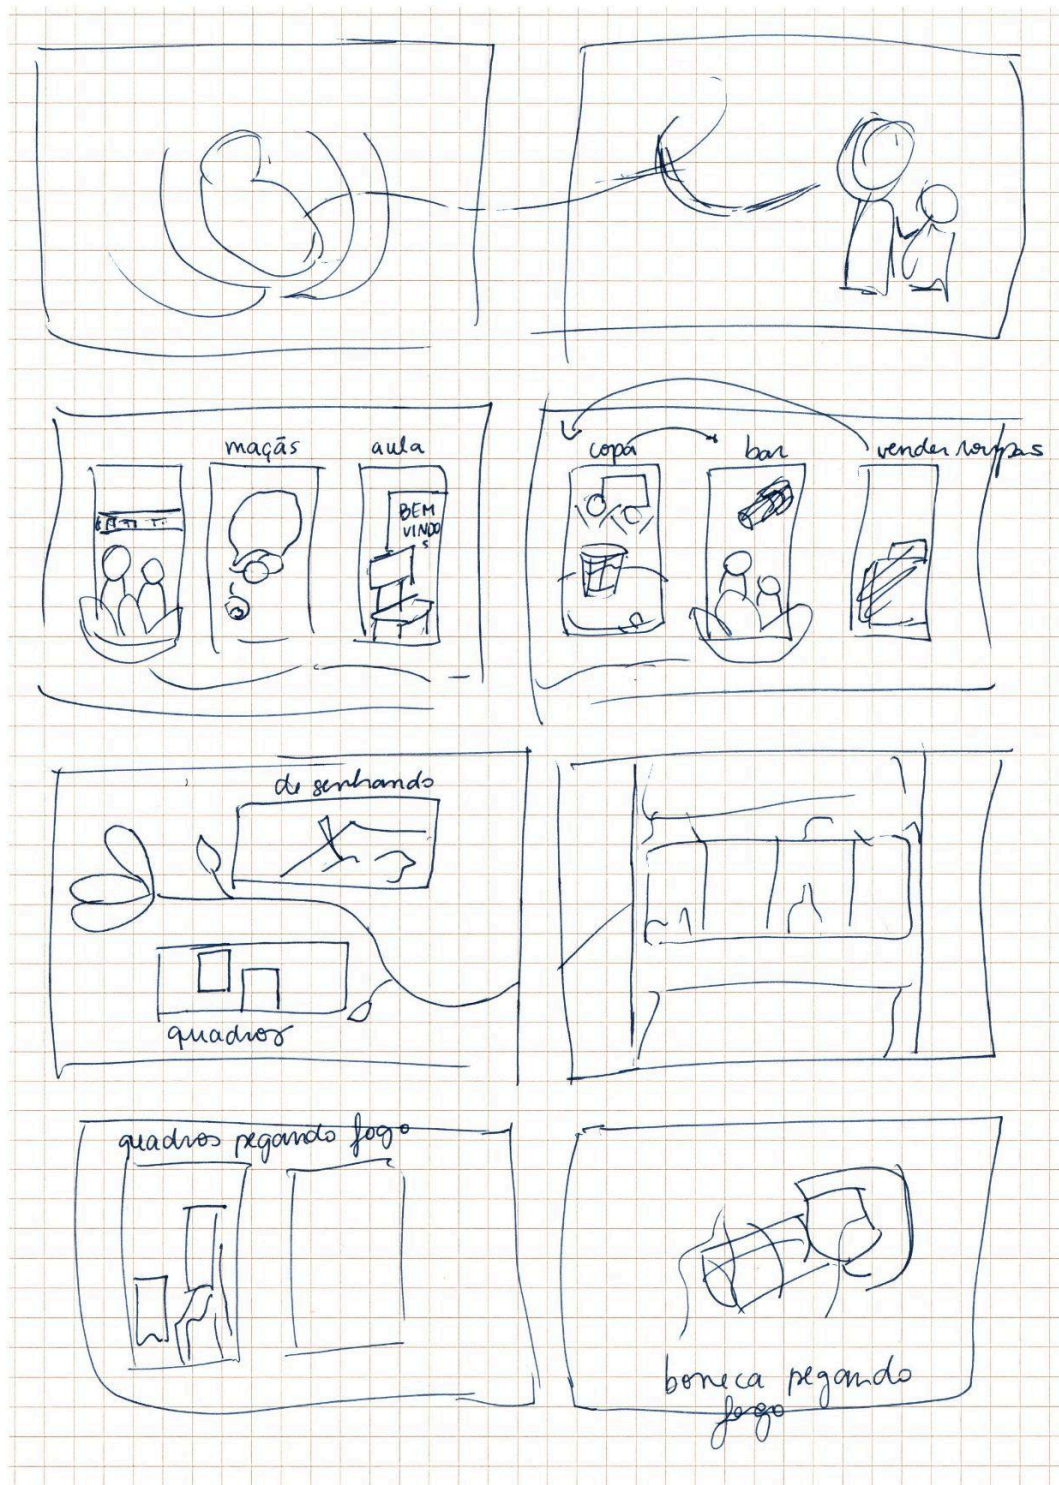 maçãs
aula
BEM
VINDO
S
copa
bar
vender roupas
desenhando
quadros
quadros pegando fogo
boneca pegando
fogo